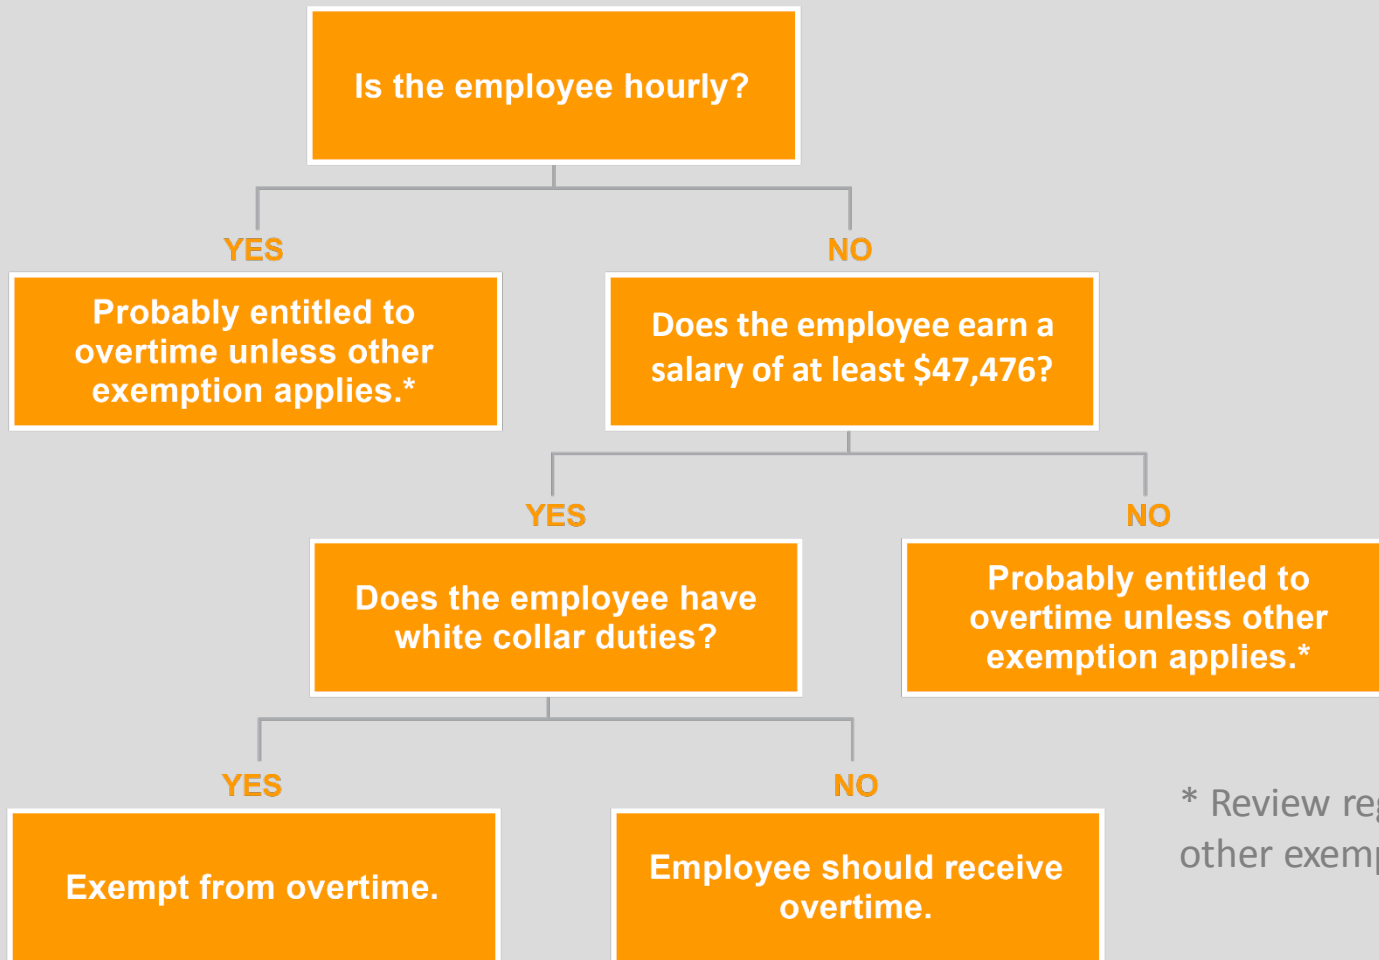 Is the employee hourly?
YES
NO
Probably entitled to
overtime unless other
exemption applies.*
Does the employee earn a
salary of at least $47,476?
YES
NO
Does the employee have
white collar duties?
Probably entitled to
overtime unless other
exemption applies.*
YES
NO
Exempt from overtime.
Employee should receive
overtime.
* Review
other